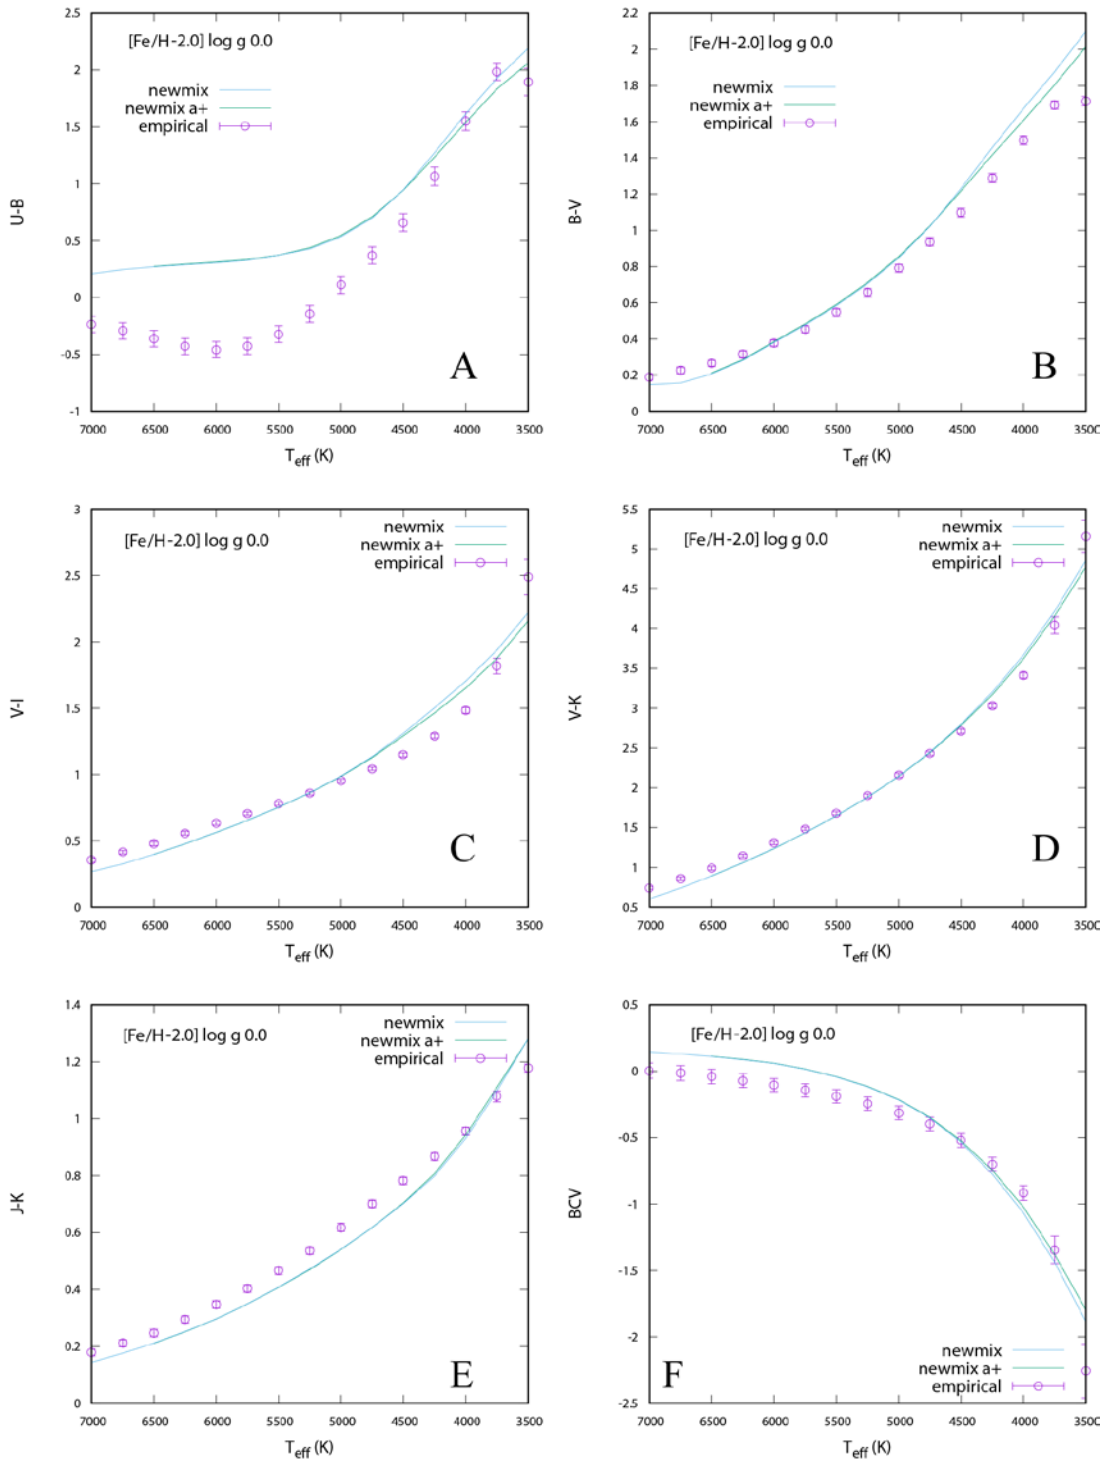 2.5
2
1.5
1
0.5
0
-0.5
-1
U-B
[Fe/H-2.0] log g 0.0
newmix
newmix a+
empirical
A
7000 6500 6000 5500 5000 4500 4000 3500
Teff (K)
2.2
2
1.8
1.6
1.4
1.2
1
0.8
0.6
0.4
0.2
0
B-V
[Fe/H-2.0] log g 0.0
newmix
newmix a+
empirical
B
7000 6500 6000 5500 5000 4500 4000 3500
Teff (K)
3
2.5
2
1.5
1
0.5
0
V-I
[Fe/H-2.0] log g 0.0
newmix
newmix a+
empirical
C
7000 6500 6000 5500 5000 4500 4000 3500
Teff (K)
5.5
5
4.5
4
3.5
3
2.5
2
1.5
1
0.5
V-K
[Fe/H-2.0] log g 0.0
newmix
newmix a+
empirical
D
7000 6500 6000 5500 5000 4500 4000 3500
Teff (K)
1.4
1.2
1
0.8
0.6
0.4
0.2
0
J-K
[Fe/H-2.0] log g 0.0
newmix
newmix a+
empirical
E
7000 6500 6000 5500 5000 4500 4000 3500
Teff (K)
0.5
0
-0.5
-1
-1.5
-2
-2.5
BCV
[Fe/H-2.0] log g 0.0
newmix
newmix a+
empirical
F
7000 6500 6000 5500 5000 4500 4000 3500
Teff (K)